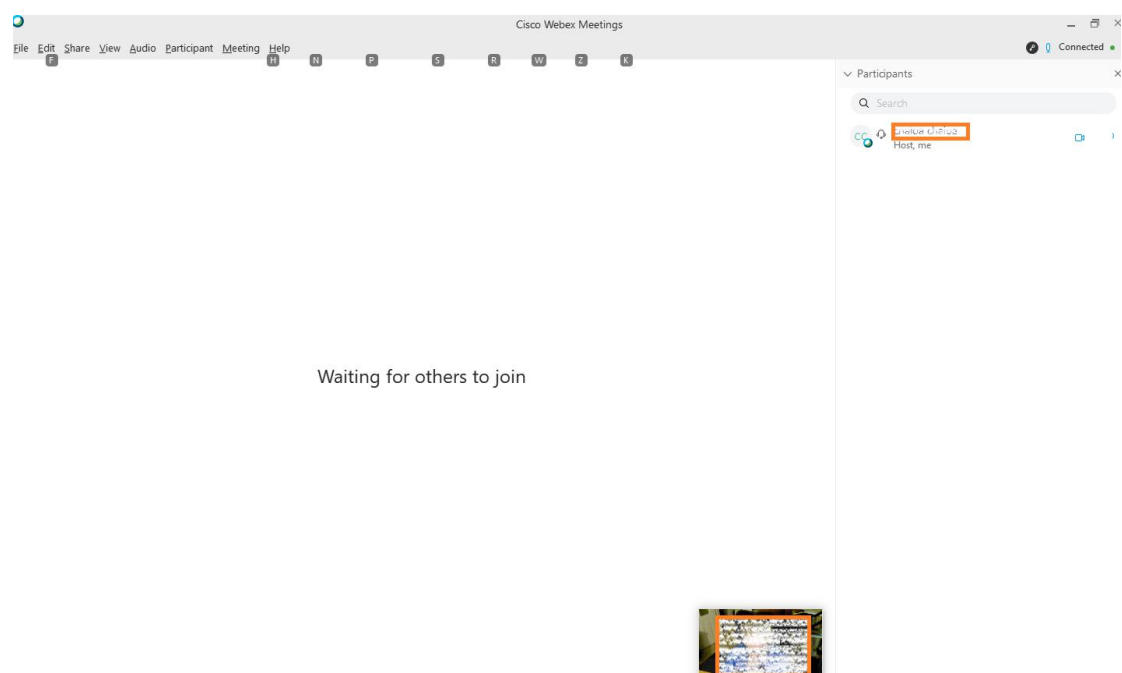 Cisco Webex Meetings
File Edit Share View Audio Participant Meeting Help
Connected
F H N P S R W Z K
Participants
Search
CC
Host, me
Waiting for others to join